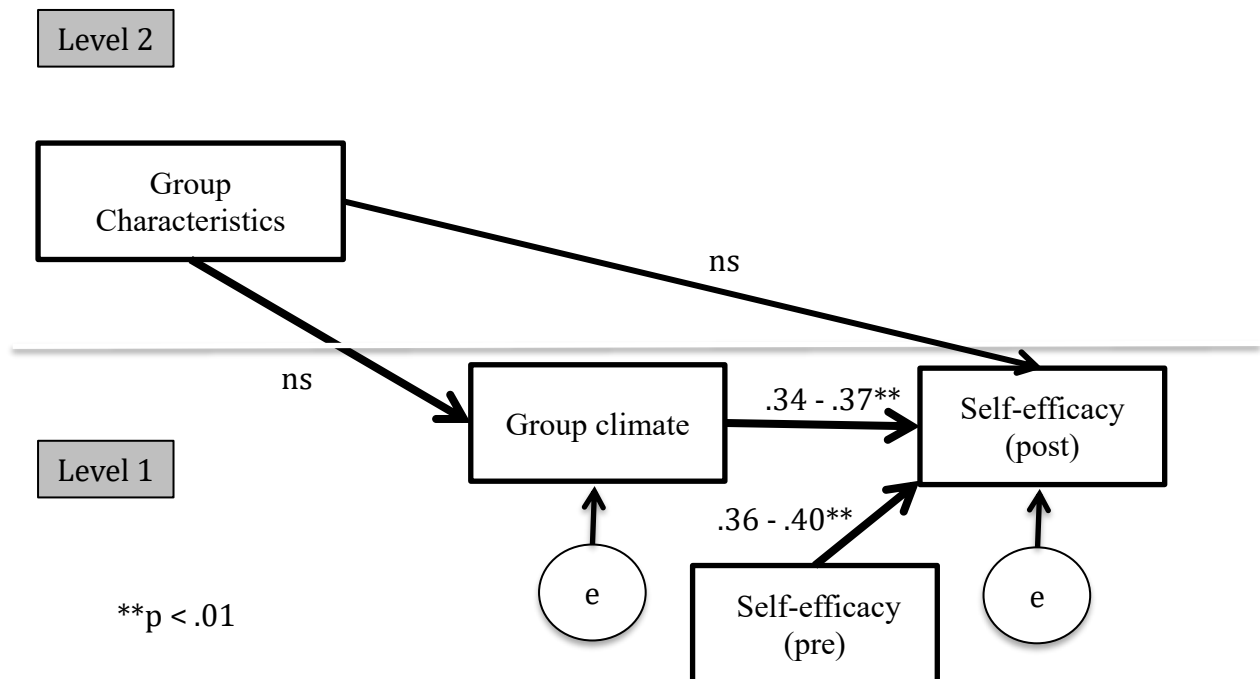 Level 2
Group
Characteristics
ns
ns
Group climate
.34 - .37**
Self-efficacy
(post)
Level 1
.36 - .40**
e
e
Self-efficacy
(pre)
**p < .01